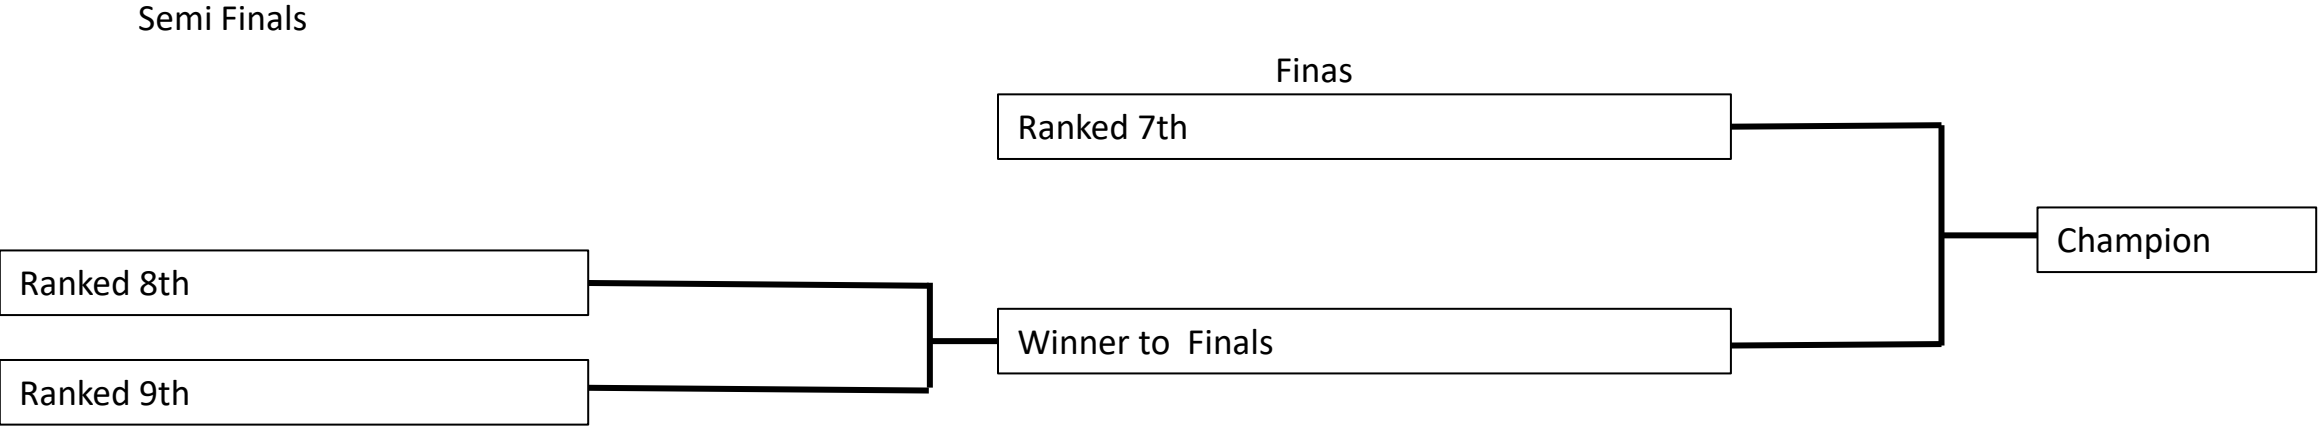 Semi Finals
Finas
Ranked 7th
Champion
Ranked 8th
Winner to  Finals
Ranked 9th